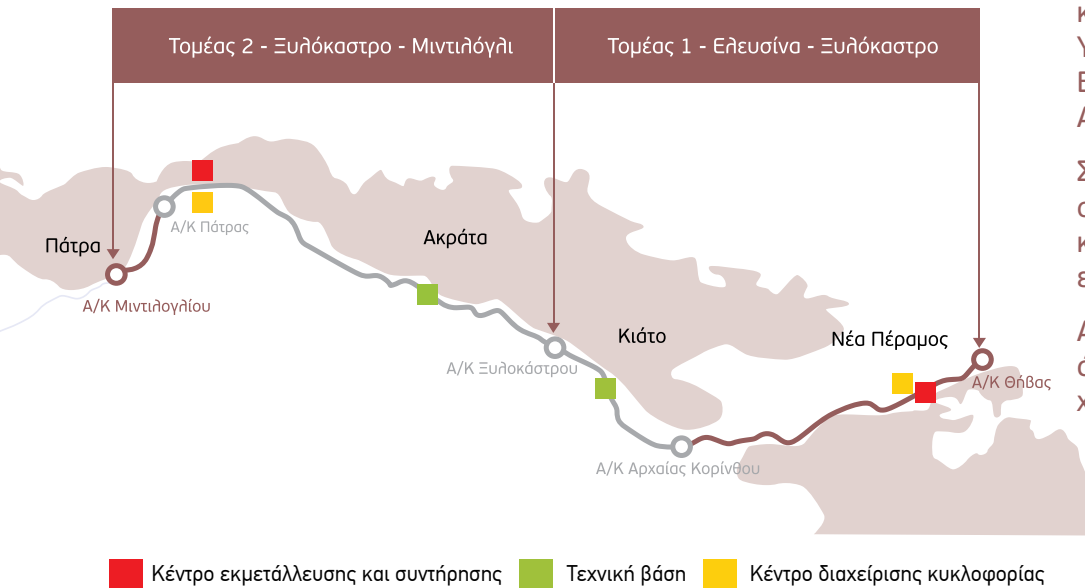 Τομέας 2 - Ξυλόκαστρο - Μιντιλόγλι
Τομέας 1 - Ελευσίνα - Ξυλόκαστρο
Α/Κ Πάτρας
Πάτρα
Ακράτα
Α/Κ Μιντιλογλίου
Κιάτο
Νέα Πέραμος
Α/Κ Ξυλοκάστρου
Α/Κ Θήβας
Α/Κ Αρχαίας Κορίνθου
Κέντρο εκμετάλλευσης και συντήρησης
Τεχνική βάση
Κέντρο διαχείρισης κυκλοφορίας